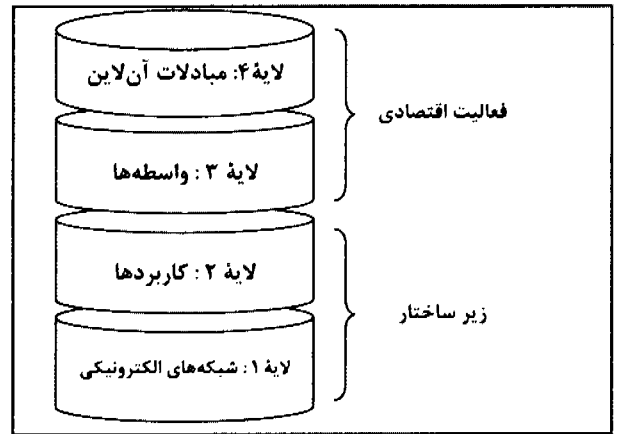 لایهٔ ۴: مبادلات آن‌لاین
فعالیت اقتصادی
لایهٔ ۳ : واسطه‌ها
لایهٔ ۲ : کاربردها
زیر ساختار
لایهٔ ۱ : شبکه‌های الکترونیکی